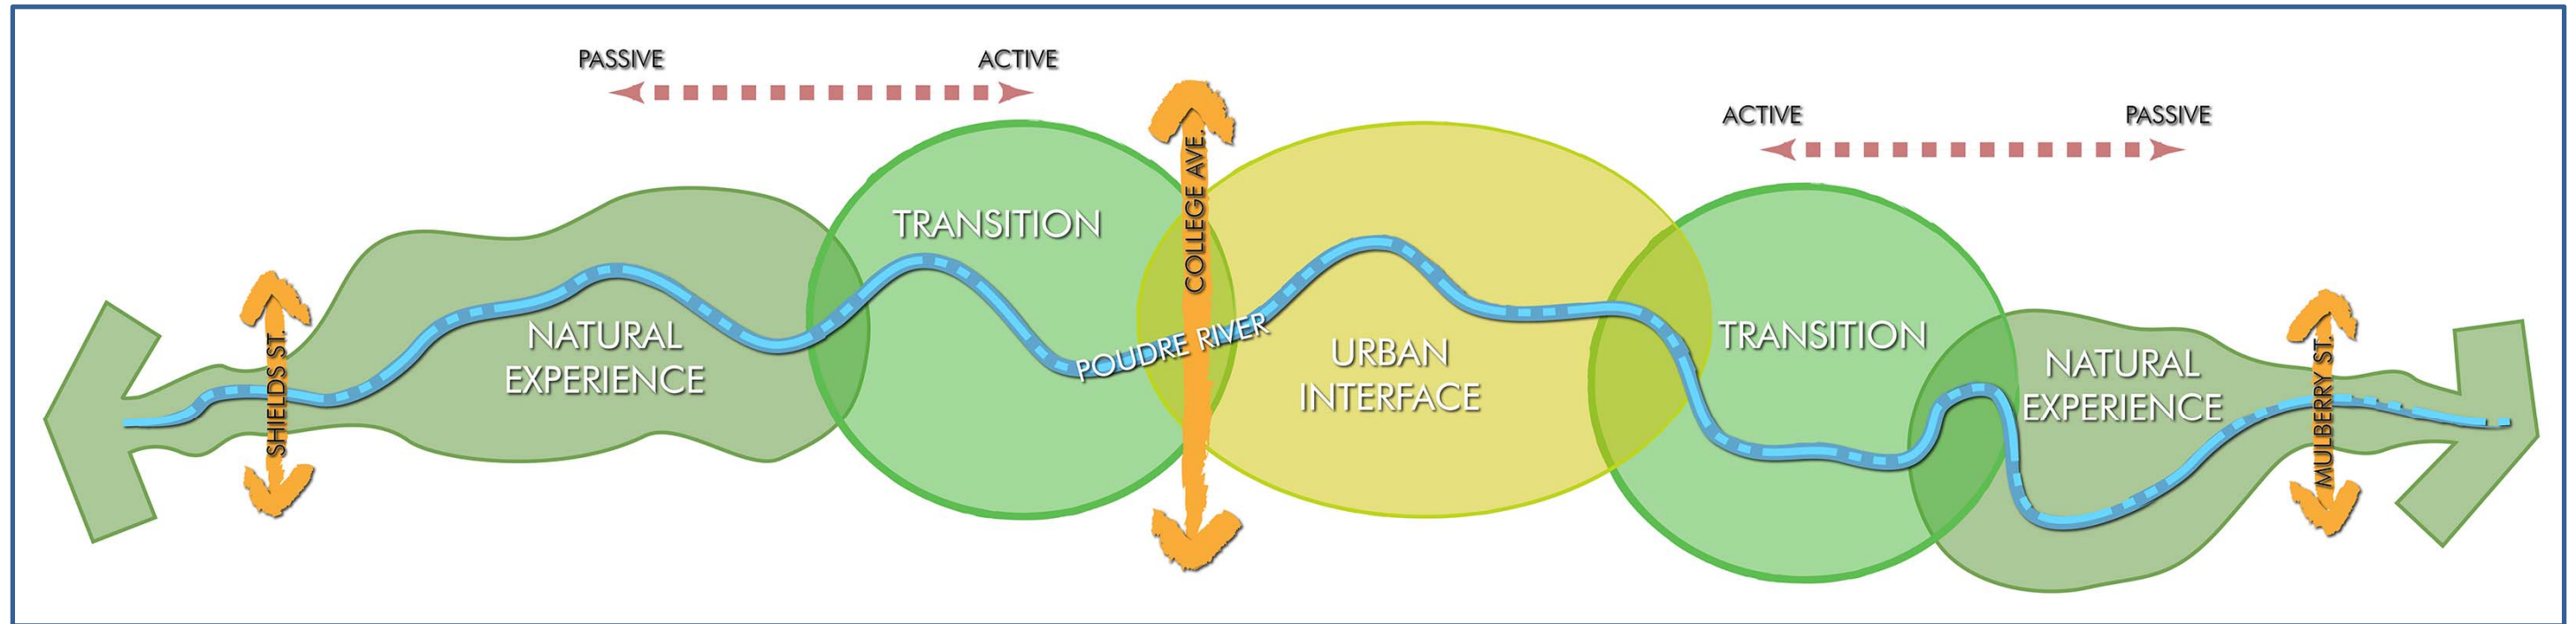 PASSIVE
ACTIVE
ACTIVE
PASSIVE
TRANSITION
COLLEGE AVE.
SHIELDS ST.
NATURAL
EXPERIENCE
POUDRE RIVER
URBAN
INTERFACE
TRANSITION
NATURAL
EXPERIENCE
MULBERRY ST.